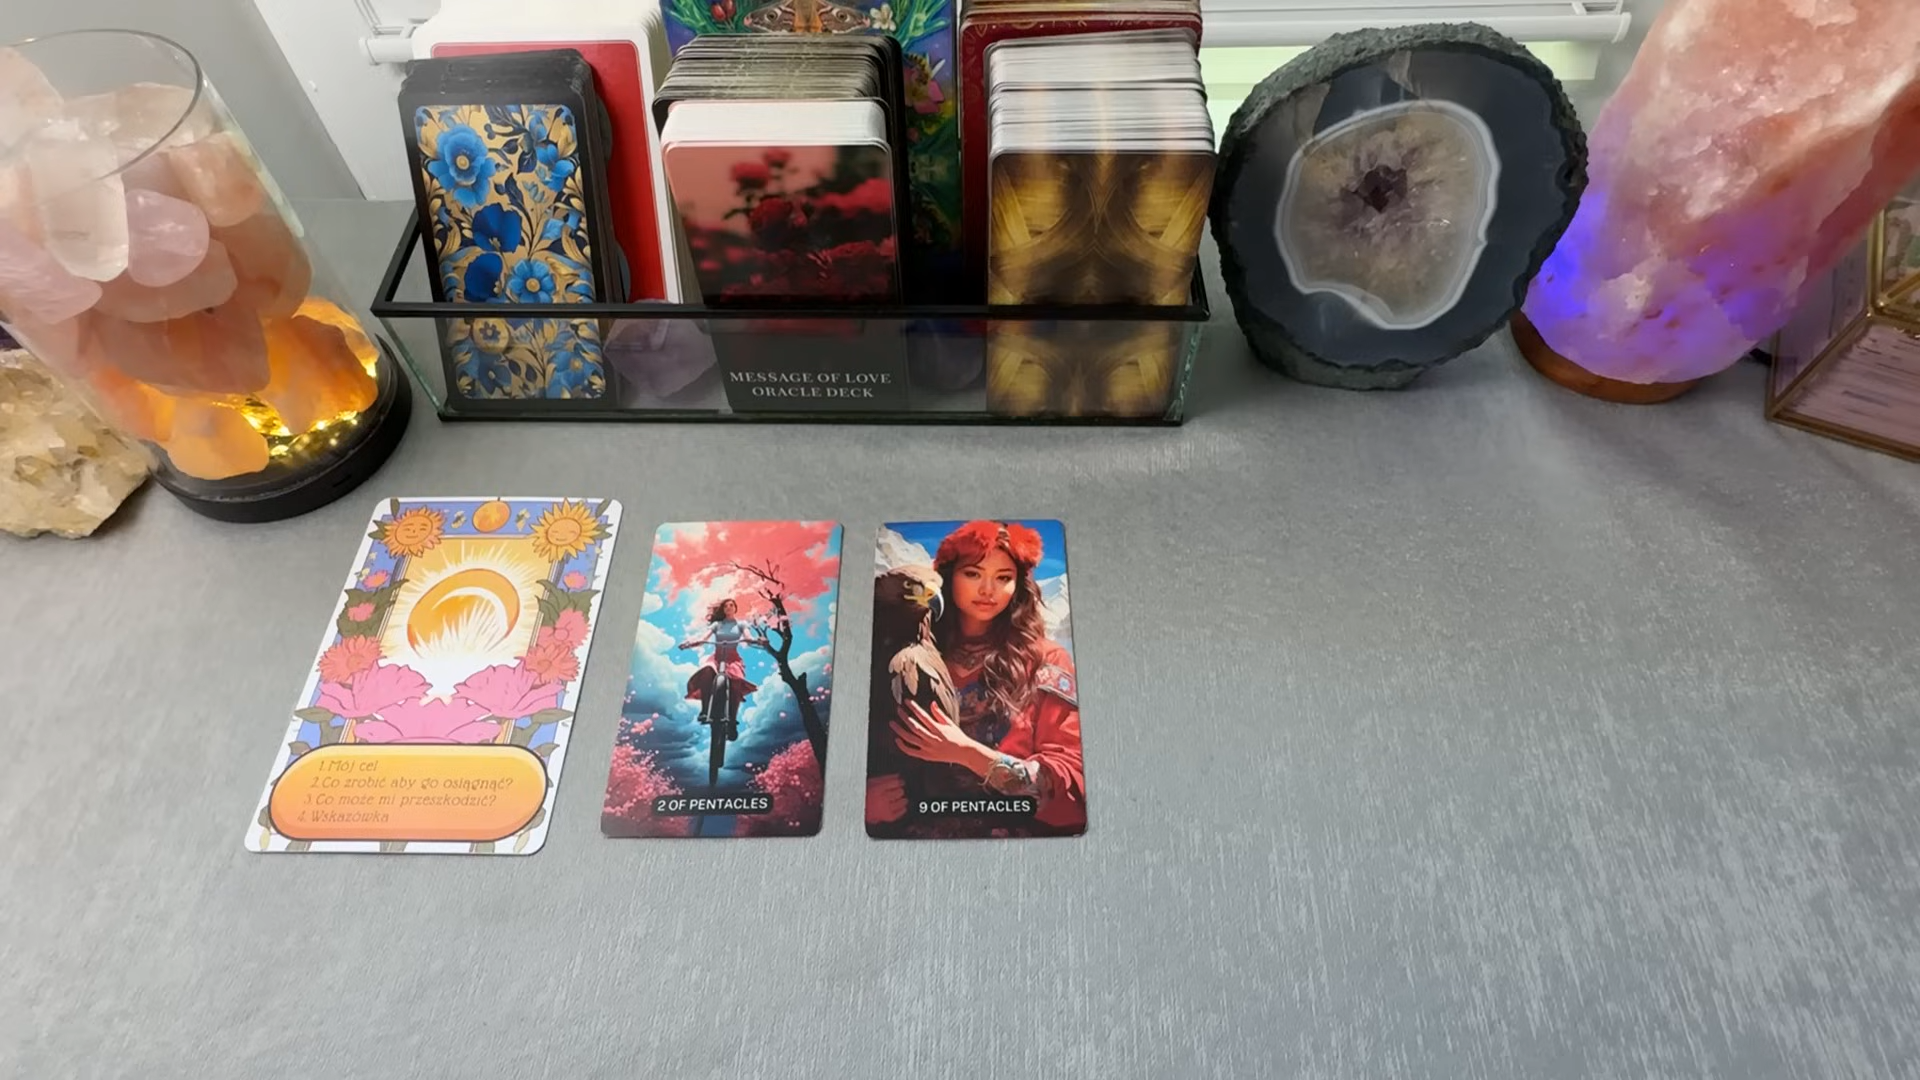 MESSAGE OF LOVE
ORACLE DECK
1. Mój cel
2. Co zrobić aby go osiągnąć?
3. Co może mi przeszkodzić?
4. Wskazówka
2 OF PENTACLES
9 OF PENTACLES